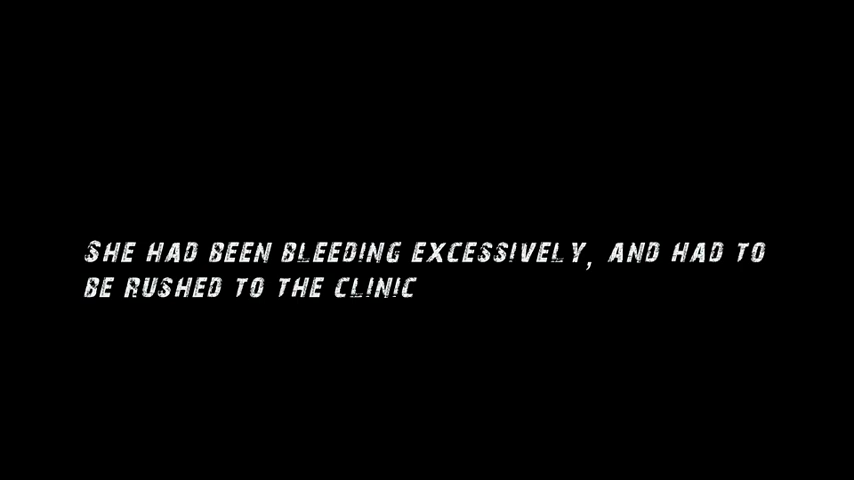 She had been bleeding excessively, and had to
be rushed to the clinic